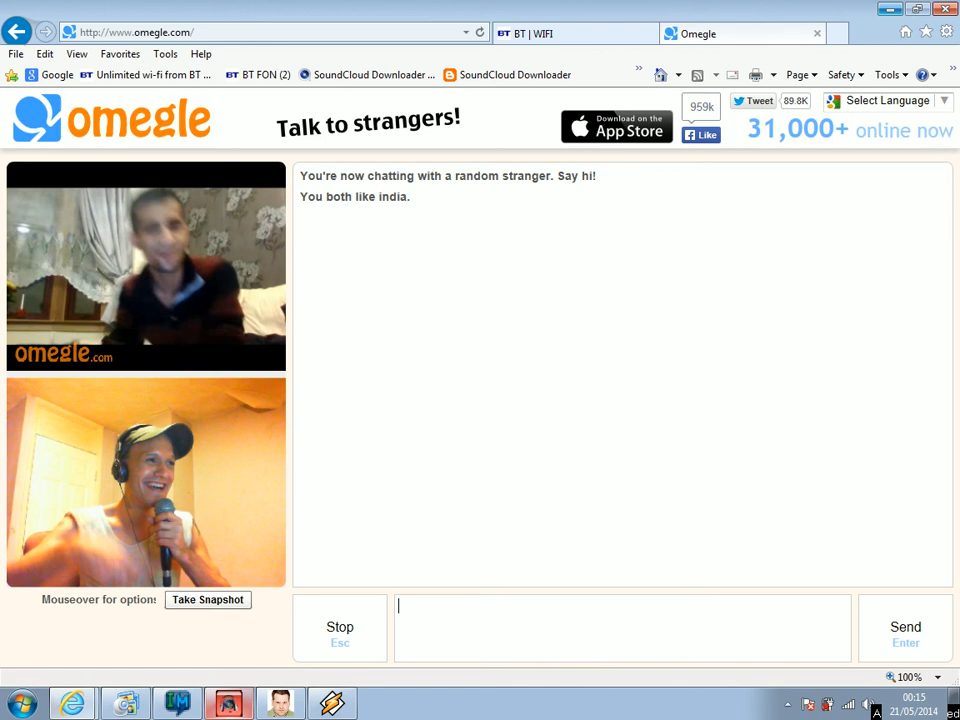 http://www.omegle.com/
BT | WIFI
Omegle
File Edit View Favorites Tools Help
Google BT Unlimited wi-fi from BT ... BT BT FON (2) SoundCloud Downloader ... SoundCloud Downloader
Page Safety Tools
omegle
Talk to strangers!
Download on the
App Store
959k
Like
Tweet 89.8K
Select Language
31,000+ online now
You're now chatting with a random stranger. Say hi!
You both like india.
omegle.com
Mouseover for options
Take Snapshot
Stop
Esc
Send
Enter
100%
00:15
21/05/2014